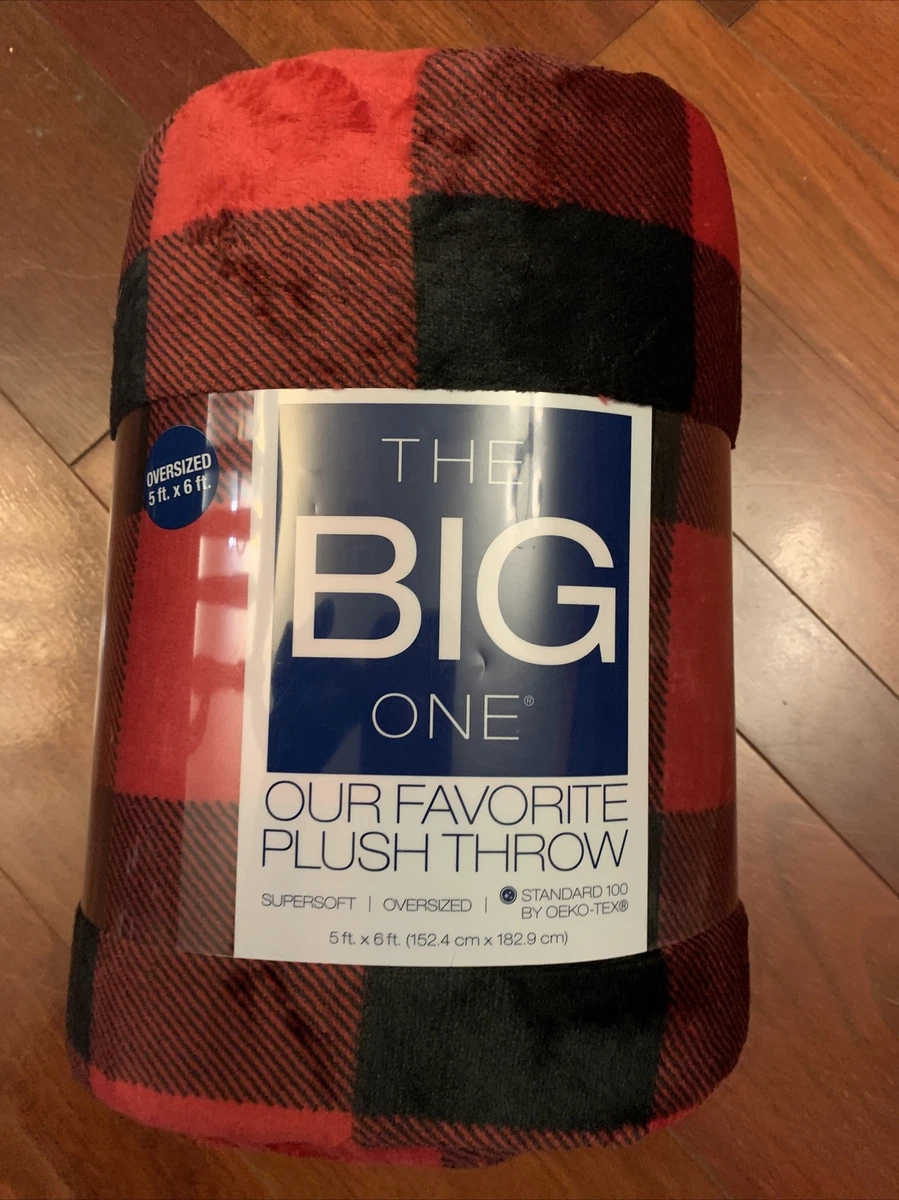 OVERSIZED
5 ft. x 6 ft.
THE
BIG
ONE®
OUR FAVORITE
PLUSH THROW
SUPERSOFT | OVERSIZED | STANDARD 100
BY OEKO-TEX®
5 ft. x 6 ft. (152.4 cm x 182.9 cm)